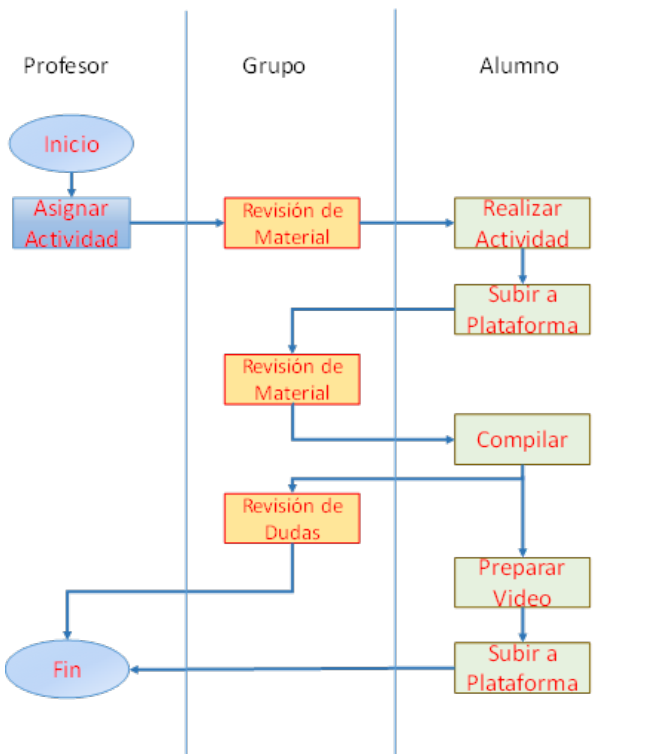 Profesor
Grupo
Alumno
Inicio
Asignar
Actividad
Revisión de
Material
Realizar
Actividad
Subir a
Plataforma
Revisión de
Material
Compilar
Revisión de
Dudas
Preparar
Video
Fin
Subir a
Plataforma